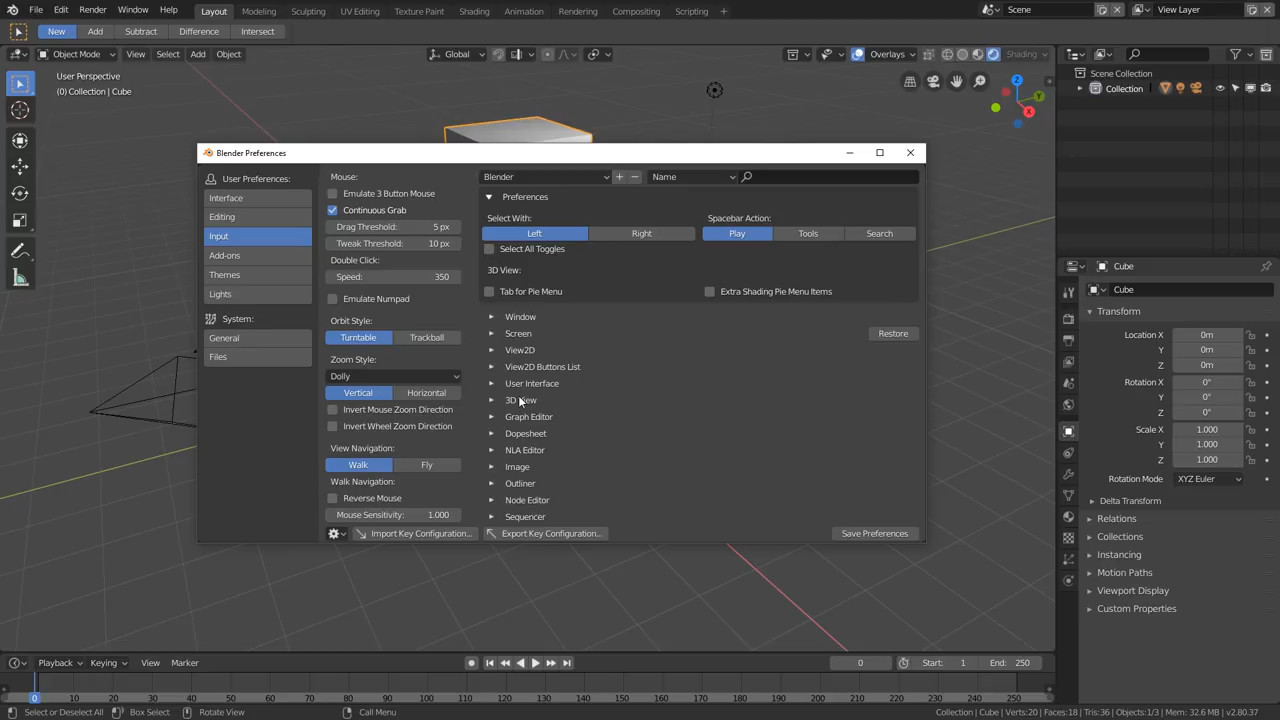 File Edit Render Window Help Layout Modeling Sculpting UV Editing Texture Paint Shading Animation Rendering Compositing Scripting + Scene View Layer
New Add Subtract Difference Intersect
Object Mode View Select Add Object Global Overlays Shading
User Perspective
(0) Collection | Cube
Scene Collection
Collection
Z
Y
X
Blender Preferences
User Preferences:
Interface
Editing
Input
Add-ons
Themes
Lights
System:
General
Files
Mouse:
Emulate 3 Button Mouse
Continuous Grab
Drag Threshold: 5 px
Tweak Threshold: 10 px
Double Click:
Speed: 350
Emulate Numpad
Orbit Style:
Turntable Trackball
Zoom Style:
Dolly
Vertical Horizontal
Invert Mouse Zoom Direction
Invert Wheel Zoom Direction
View Navigation:
Walk Fly
Walk Navigation:
Reverse Mouse
Mouse Sensitivity: 1.000
Import Key Configuration... Export Key Configuration... Save Preferences
Blender Name
Preferences
Select With: Spacebar Action:
Left Right Play Tools Search
Select All Toggles
3D View:
Tab for Pie Menu Extra Shading Pie Menu Items
Window
Screen Restore
View2D
View2D Buttons List
User Interface
3D View
Graph Editor
Dopesheet
NLA Editor
Image
Outliner
Node Editor
Sequencer
Cube
Cube
Transform
Location X 0m
Y 0m
Z 0m
Rotation X 0°
Y 0°
Z 0°
Scale X 1.000
Y 1.000
Z 1.000
Rotation Mode XYZ Euler
Delta Transform
Relations
Collections
Instancing
Motion Paths
Viewport Display
Custom Properties
Playback Keying View Marker 0 Start: 1 End: 250
0 10 20 30 40 50 60 70 80 90 100 110 120 130 140 150 160 170 180 190 200 210 220 230 240 250
Select or Deselect All Box Select Rotate View Call Menu Collection | Cube | Verts:20 | Faces:18 | Tris:36 | Objects:1/3 | Mem: 32.6 MB | v2.80.37